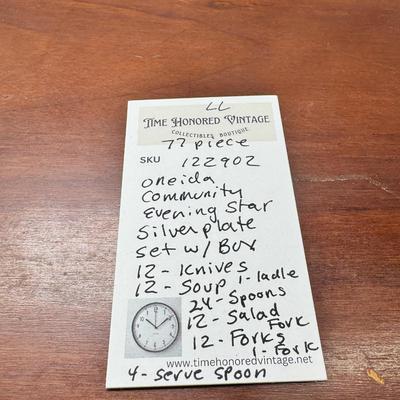 LL
TIME HONORED VINTAGE
COLLECTIBLES BOUTIQUE
77 piece
SKU 122902
oneida
Community
Evening Star
Silverplate
set w/ Box
12 - Knives
12 - Soup 1 - ladle
24 - Spoons
12 - Salad Fork
12 - Forks
1 - Fork
www.timehonoredvintage.net
4 - serve spoon